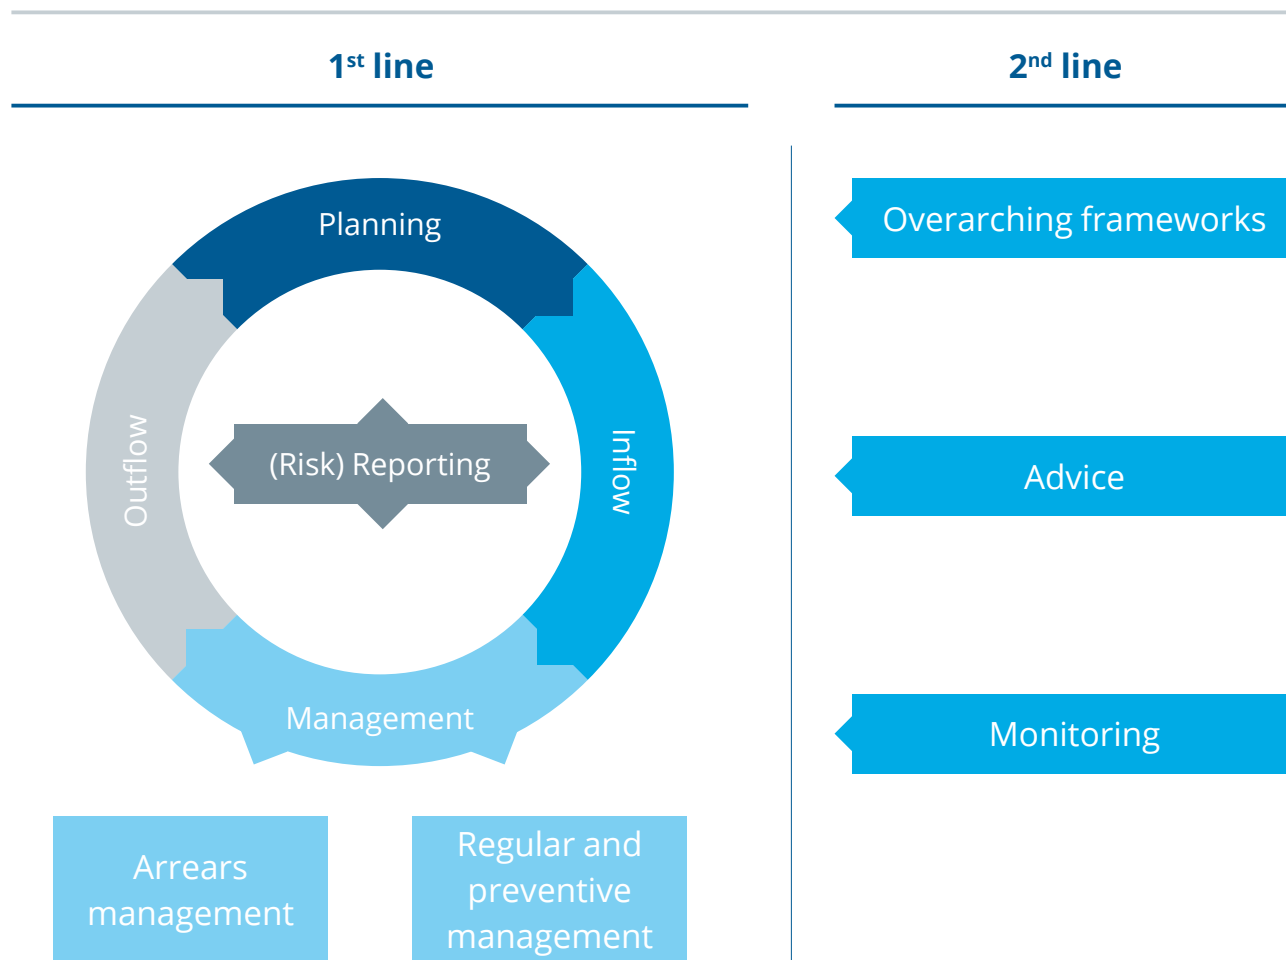 1st line
2nd line
Planning
Overarching frameworks
Outflow
(Risk) Reporting
Inflow
Advice
Management
Monitoring
Arrears
management
Regular and
preventive
management